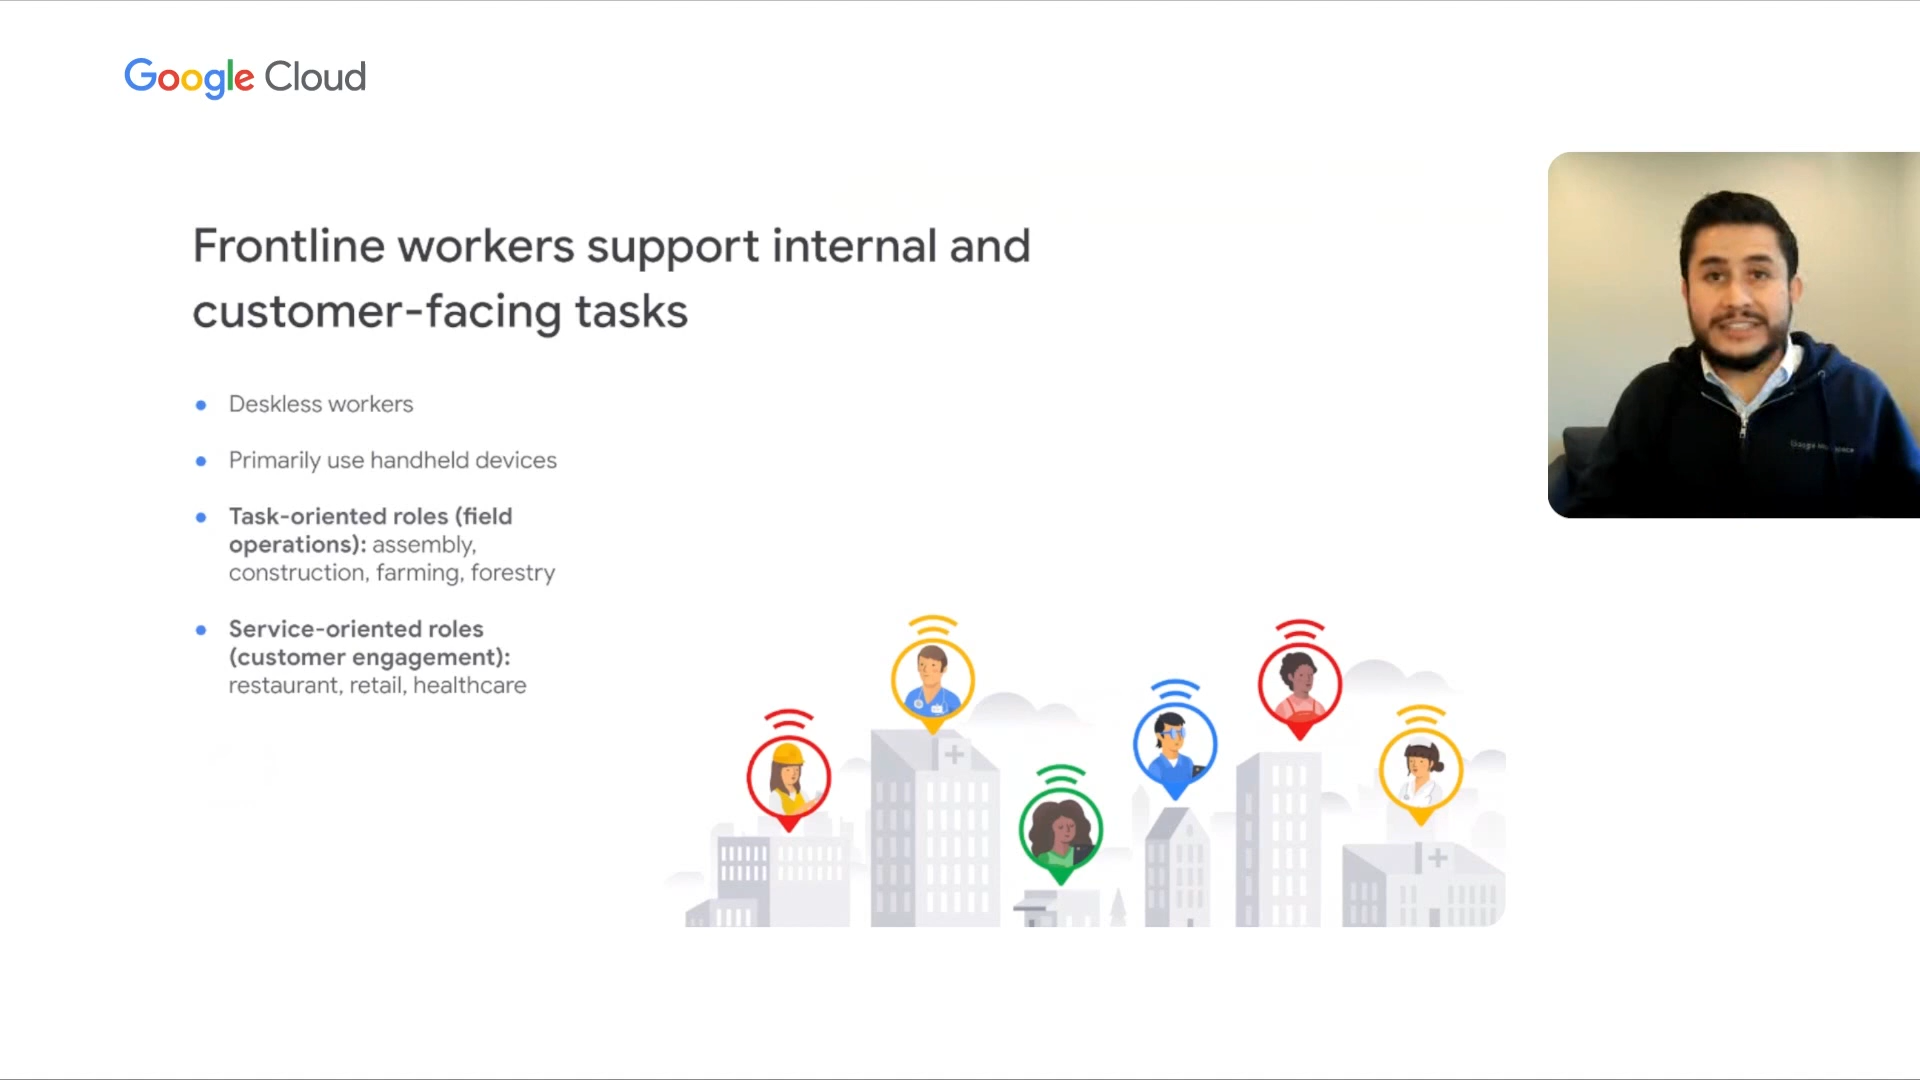 Google Cloud
Frontline workers support internal and
customer-facing tasks
Deskless workers
Primarily use handheld devices
Task-oriented roles (field
operations): assembly,
construction, farming, forestry
Service-oriented roles
(customer engagement):
restaurant, retail, healthcare
Google